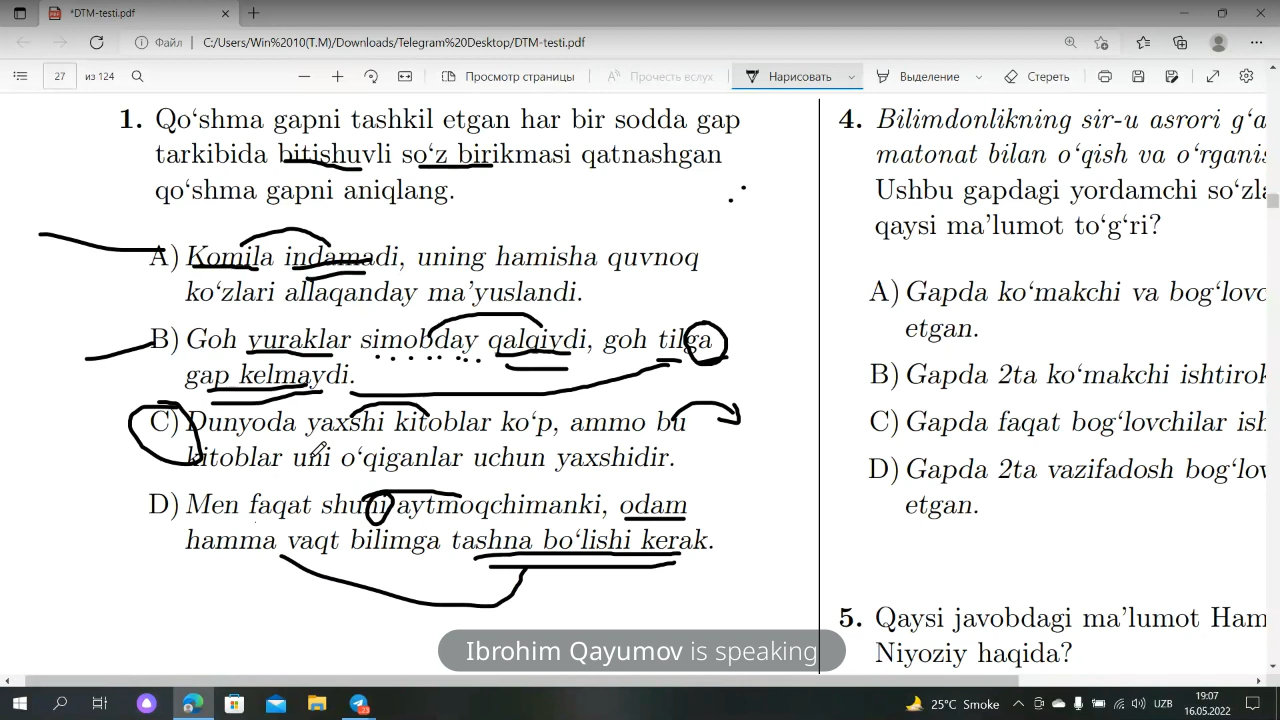 *DTM-testi.pdf
Файл
C:/Users/Win%2010(T.M)/Downloads/Telegram%20Desktop/DTM-testi.pdf
27 из 124
Просмотр страницы
Прочесть вслух
Нарисовать
Выделение
Стереть
1. Qo‘shma gapni tashkil etgan har bir sodda gap
tarkibida bitishuvli so‘z birikmasi qatnashgan
qo‘shma gapni aniqlang.
A) Komila indamadi, uning hamisha quvnoq
ko‘zlari allaqanday ma’yuslandi.
B) Goh yuraklar simobday qalqiydi, goh tilga
gap kelmaydi.
C) Dunyoda yaxshi kitoblar ko‘p, ammo bu
kitoblar uni o‘qiganlar uchun yaxshidir.
D) Men faqat shuni aytmoqchimanki, odam
hamma vaqt bilimga tashna bo‘lishi kerak.
4. Bilimdonlikning sir-u asrori g‘a
matonat bilan o‘qish va o‘rganis
Ushbu gapdagi yordamchi so‘zla
qaysi ma’lumot to‘g‘ri?
A) Gapda ko‘makchi va bog‘lovc
etgan.
B) Gapda 2ta ko‘makchi ishtirok
C) Gapda faqat bog‘lovchilar ish
D) Gapda 2ta vazifadosh bog‘lov
etgan.
5. Qaysi javobdagi ma’lumot Ham
Niyoziy haqida?
Ibrohim Qayumov is speaking
25°C Smoke
UZB
19:07
16.05.2022